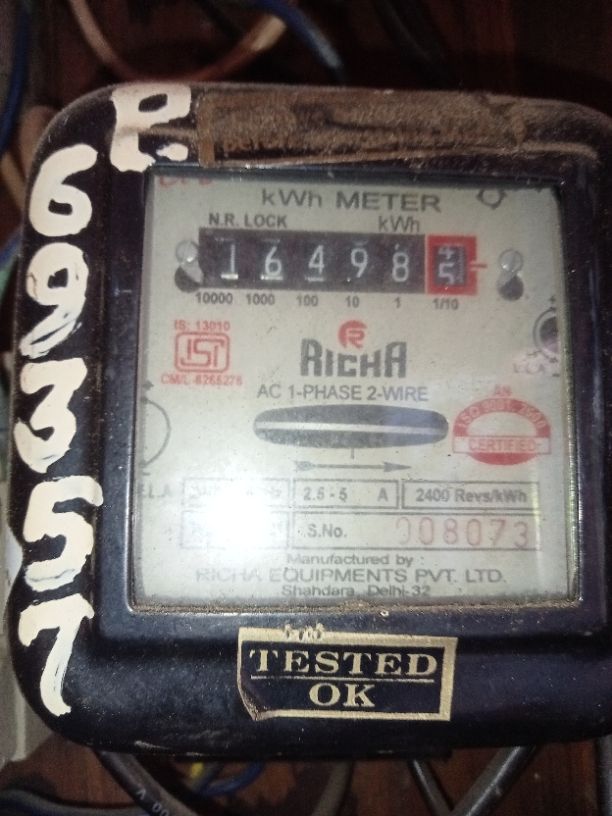 P.
69357
kWh METER
N.R. LOCK kWh
1 6 4 9 8 5
10000 1000 100 10 1 1/10
IS: 13010
ISI
CM/L-8265278
R
RICHA
AC 1-PHASE 2-WIRE
AN
CERTIFIED
2.5 - 5 A 2400 Revs/kWh
S.No. 008073
Manufactured by :
RICHA EQUIPMENTS PVT. LTD.
Shahdara, Delhi-32
TESTED
OK